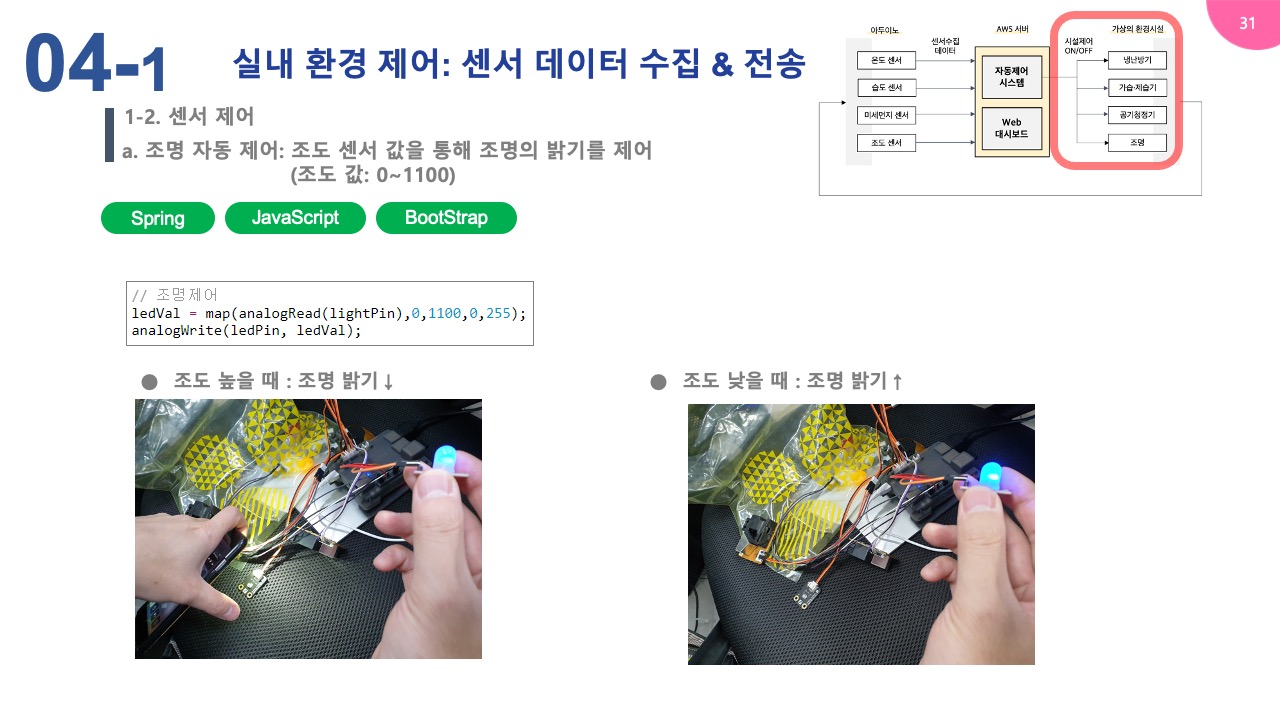 31
04-1
실내 환경 제어: 센서 데이터 수집 & 전송
1-2. 센서 제어
a. 조명 자동 제어: 조도 센서 값을 통해 조명의 밝기를 제어
(조도 값: 0~1100)
Spring JavaScript BootStrap
아두이노
센서수집
데이터
AWS 서버
시설제어
ON/OFF
가상의 환경시설
온도 센서
습도 센서
미세먼지 센서
조도 센서
자동제어
시스템
Web
대시보드
냉난방기
가습·제습기
공기청정기
조명
// 조명제어
ledVal = map(analogRead(lightPin),0,1100,0,255);
analogWrite(ledPin, ledVal);
● 조도 높을 때 : 조명 밝기↓
● 조도 낮을 때 : 조명 밝기↑